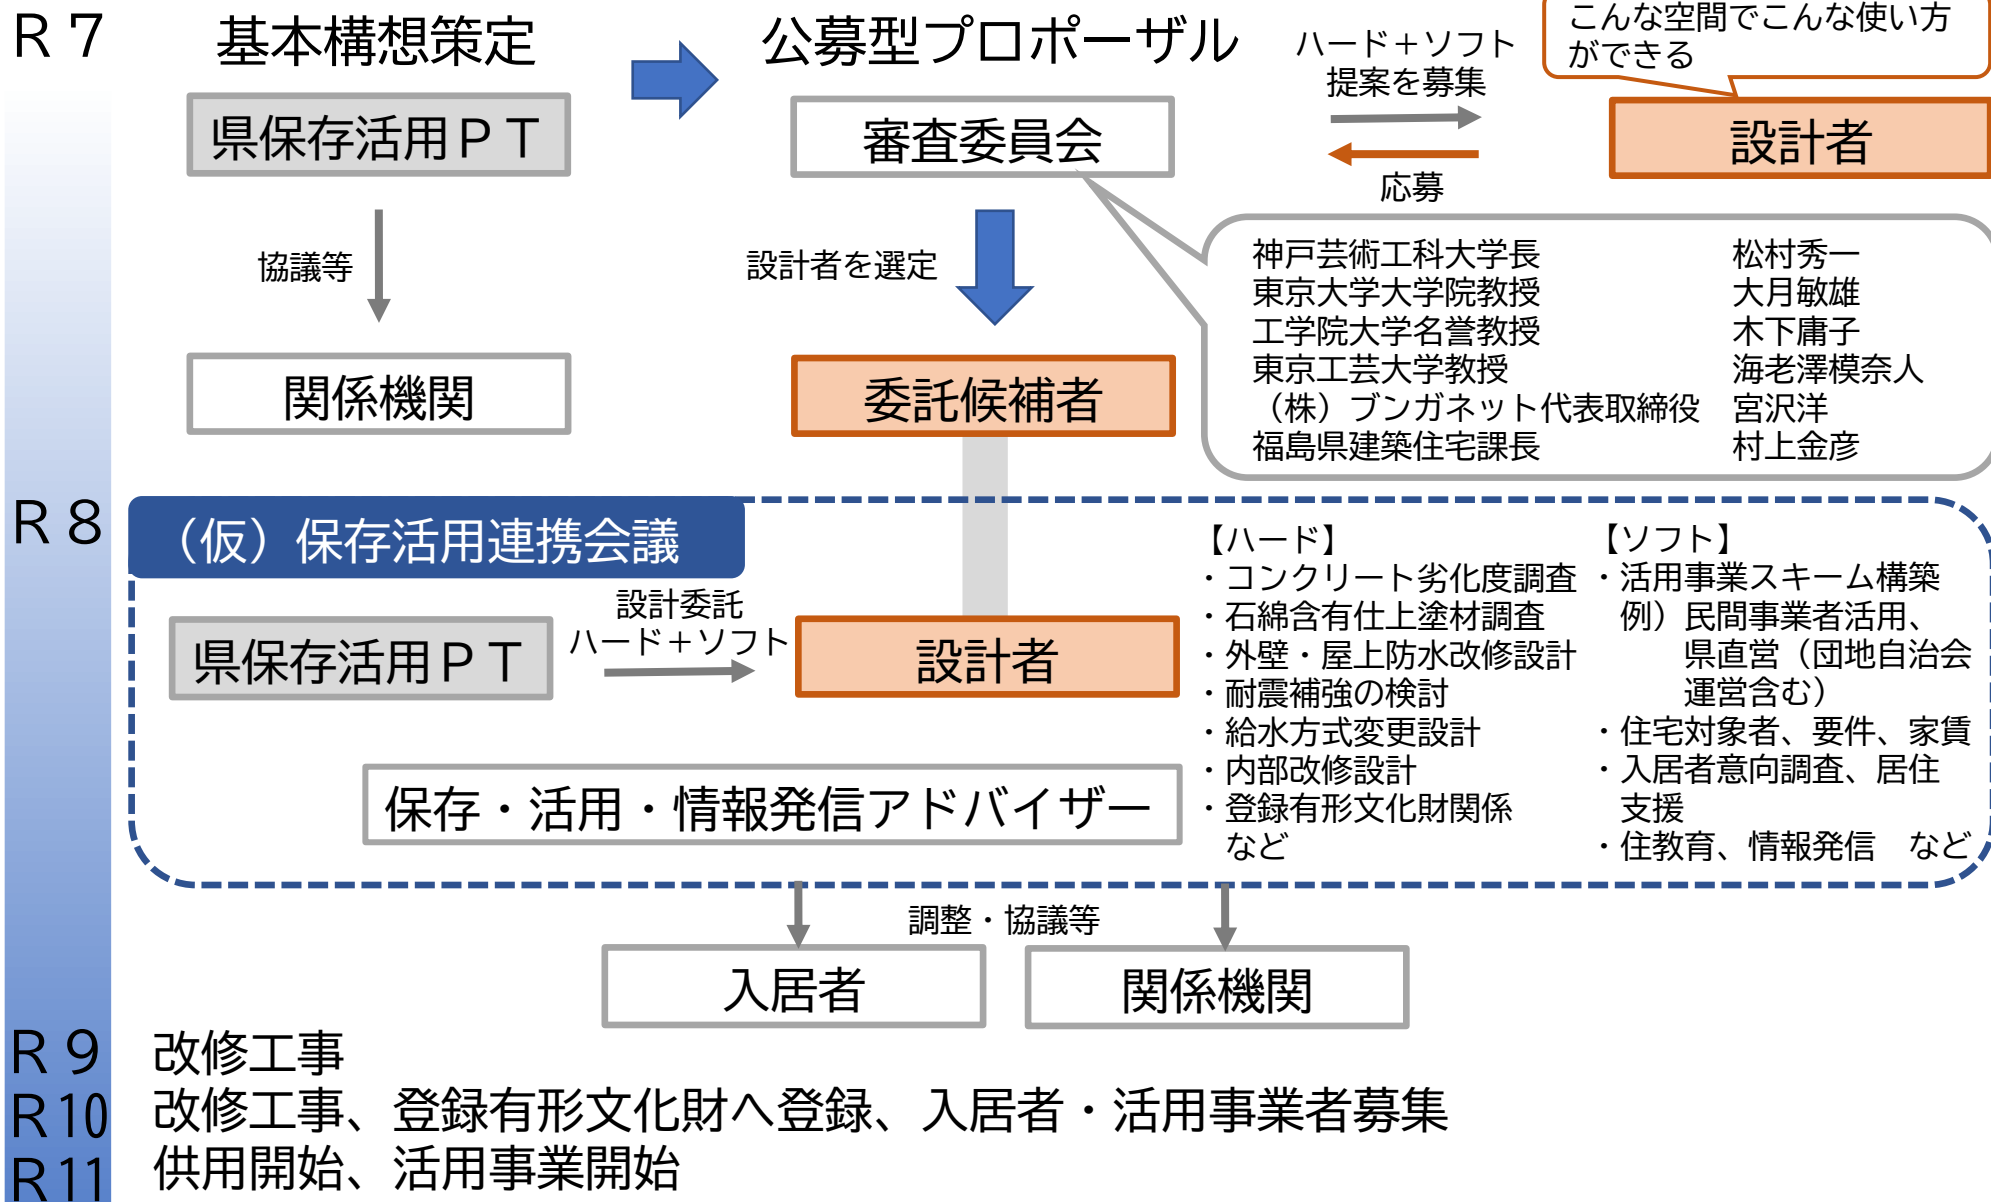 Ｒ７
基本構想策定
公募型プロポーザル
ハード＋ソフト
提案を募集
こんな空間でこんな使い方
ができる
県保存活用ＰＴ
審査委員会
設計者
応募
協議等
設計者を選定
神戸芸術工科大学長　松村秀一
東京大学大学院教授　大月敏雄
工学院大学名誉教授　木下庸子
東京工芸大学教授　海老澤模奈人
（株）ブンガネット代表取締役　宮沢洋
福島県建築住宅課長　村上金彦
関係機関
委託候補者
Ｒ８
（仮）保存活用連携会議
県保存活用ＰＴ
設計委託
ハード＋ソフト
設計者
保存・活用・情報発信アドバイザー
【ハード】
・コンクリート劣化度調査
・石綿含有仕上塗材調査
・外壁・屋上防水改修設計
・耐震補強の検討
・給水方式変更設計
・内部改修設計
・登録有形文化財関係
など
【ソフト】
・活用事業スキーム構築
例）民間事業者活用、
県直営（団地自治会
運営含む）
・住宅対象者、要件、家賃
・入居者意向調査、居住
支援
・住教育、情報発信　など
調整・協議等
入居者
関係機関
Ｒ９
改修工事
Ｒ10
改修工事、登録有形文化財へ登録、入居者・活用事業者募集
Ｒ11
供用開始、活用事業開始